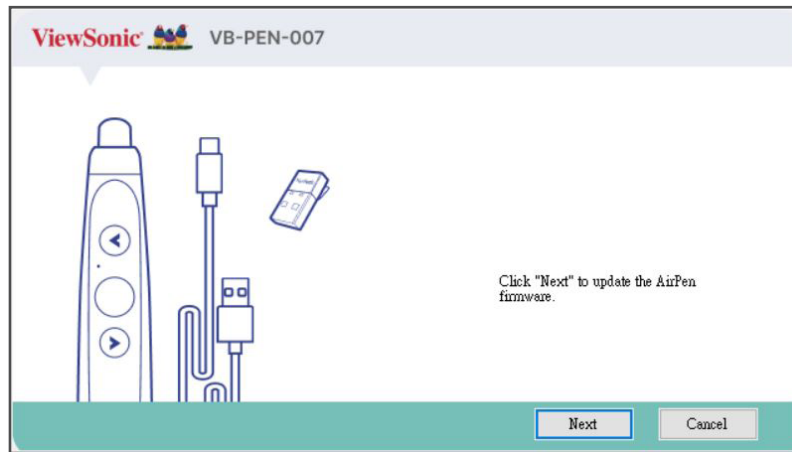 ViewSonic VB-PEN-007
Click "Next" to update the AirPen
firmware.
Next Cancel